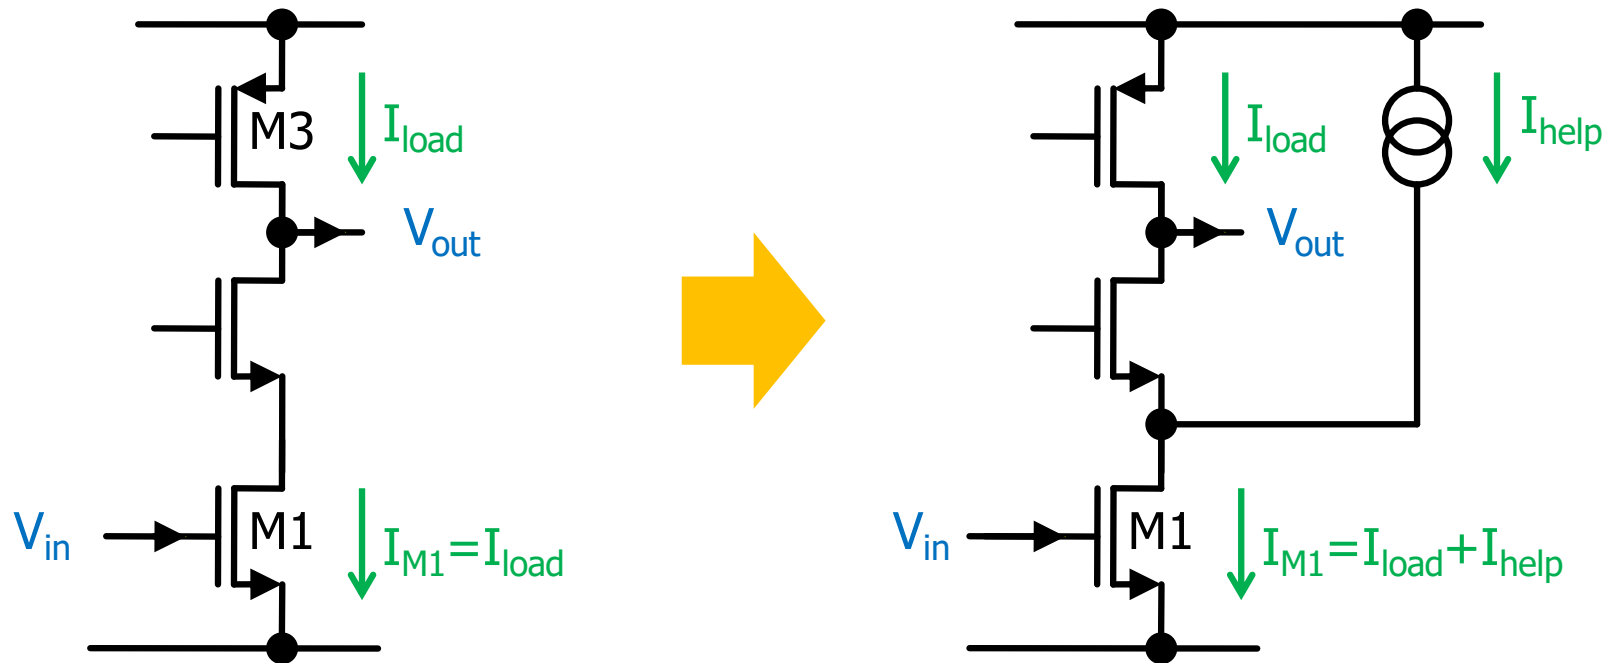 M3
I_load
V_out
V_in
M1
I_M1=I_load
I_load
I_help
V_out
V_in
M1
I_M1=I_load+I_help